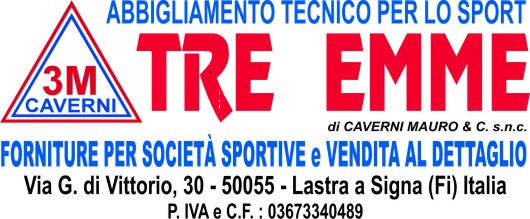 ABBIGLIAMENTO TECNICO PER LO SPORT
3M
CAVERNI
TRE EMME
di CAVERNI MAURO & C. s.n.c.
FORNITURE PER SOCIETÀ SPORTIVE e VENDITA AL DETTAGLIO
Via G. di Vittorio, 30 - 50055 - Lastra a Signa (Fi) Italia
P. IVA e C.F. : 03673340489